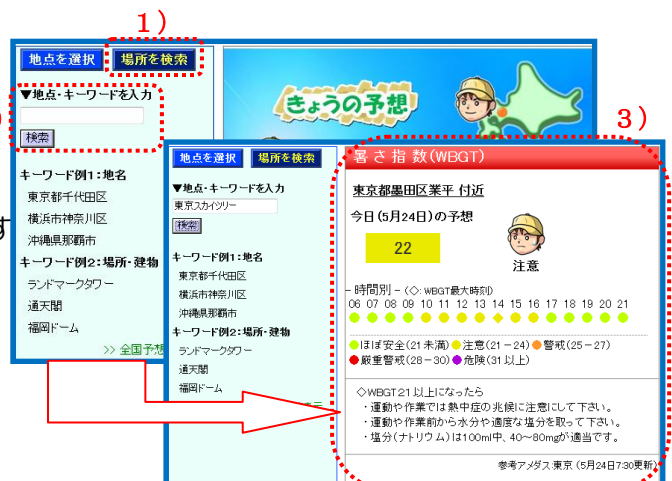 1）
地点を選択 場所を検索
▼地点・キーワードを入力
検索
キーワード例1：地名
東京都千代田区
横浜市神奈川区
沖縄県那覇市
キーワード例2：場所・建物
ランドマークタワー
通天閣
福岡ドーム
>> 全国予想
す
きょうの予想
3）
地点を選択 場所を検索
▼地点・キーワードを入力
東京スカイツリー
検索
キーワード例1：地名
東京都千代田区
横浜市神奈川区
沖縄県那覇市
キーワード例2：場所・建物
ランドマークタワー
通天閣
福岡ドーム
暑さ指数(WBGT)
東京都墨田区業平 付近
今日(5月24日)の予想
22
注意
－時間別－(◇: WBGT最大時刻)
06 07 08 09 10 11 12 13 14 15 16 17 18 19 20 21
●ほぼ安全(21未満) ●注意(21－24) ●警戒(25－27)
●厳重警戒(28－30) ●危険(31以上)
◇WBGT21以上になったら
・運動や作業では熱中症の兆候に注意にして下さい。
・運動や作業前から水分や適度な塩分を取って下さい。
・塩分(ナトリウム)は100ml中、40～80mgが適当です。
参考アメダス:東京 (5月24日7:30更新)